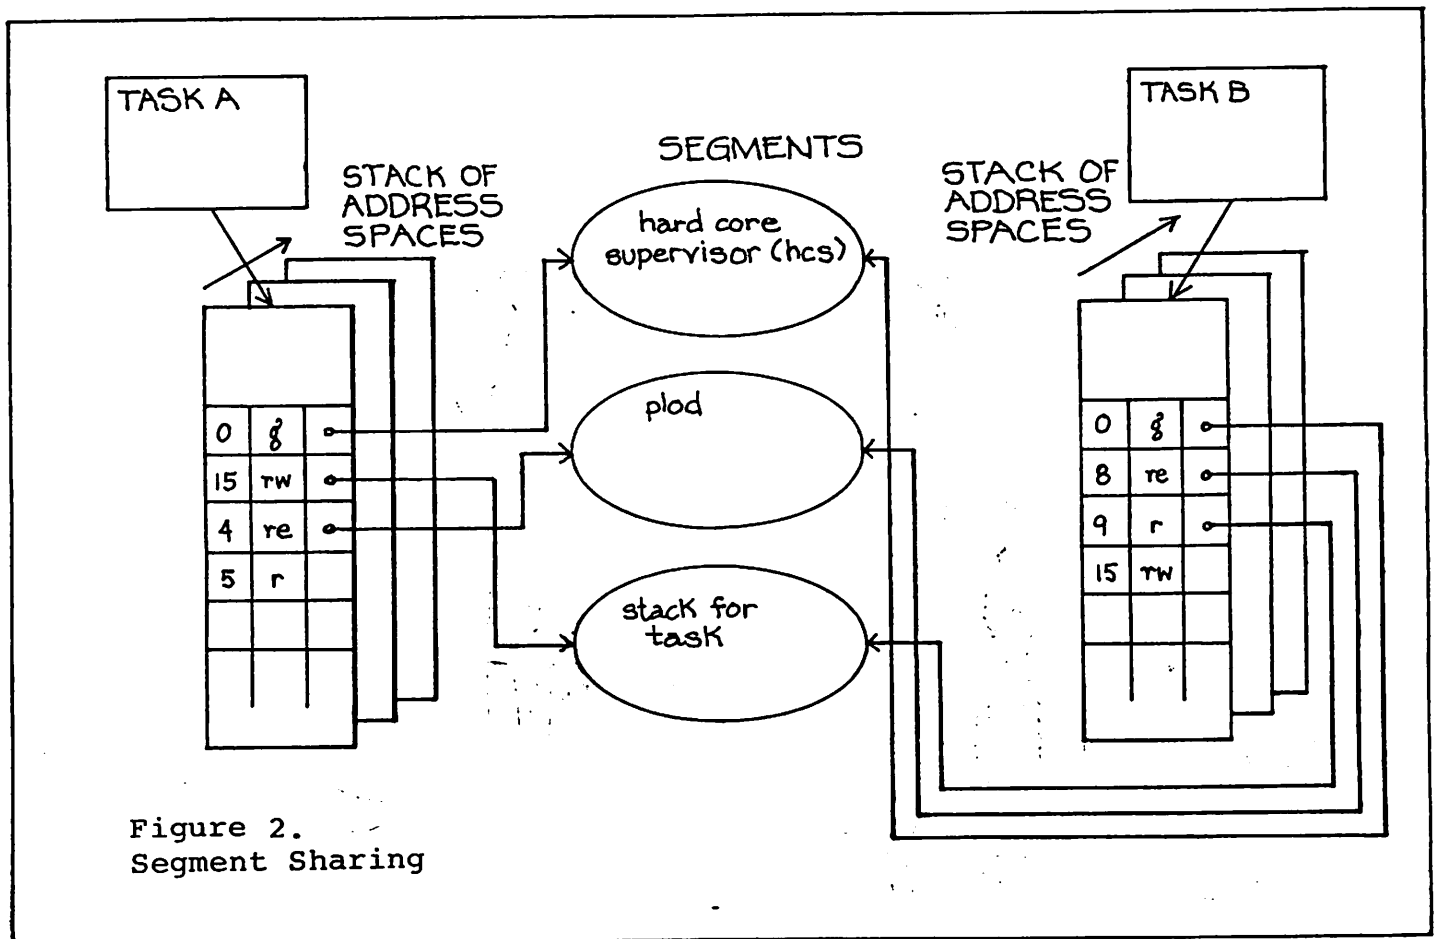 TASK A
TASK B
SEGMENTS
STACK OF
ADDRESS
SPACES
STACK OF
ADDRESS
SPACES
hard core
supervisor (hcs)
plod
stack for
task
0 g
15 rw
4 re
5 r
0 g
8 re
9 r
15 rw
Figure 2.
Segment Sharing